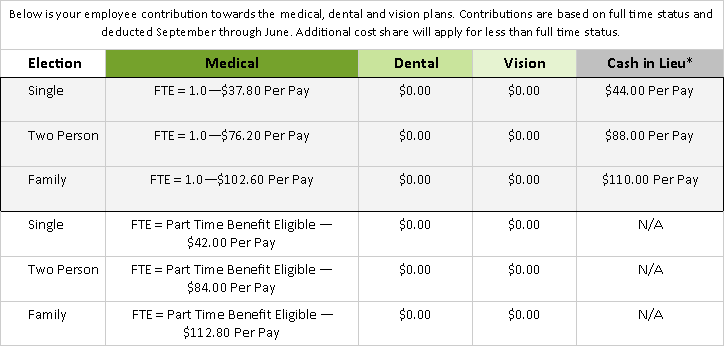 Below is your employee contribution towards the medical, dental and vision plans. Contributions are based on full time status and
deducted September through June. Additional cost share will apply for less than full time status.
Election Medical Dental Vision Cash in Lieu*
Single FTE = 1.0—$37.80 Per Pay $0.00 $0.00 $44.00 Per Pay
Two Person FTE = 1.0—$76.20 Per Pay $0.00 $0.00 $88.00 Per Pay
Family FTE = 1.0—$102.60 Per Pay $0.00 $0.00 $110.00 Per Pay
Single FTE = Part Time Benefit Eligible — $0.00 $0.00 N/A
$42.00 Per Pay
Two Person FTE = Part Time Benefit Eligible — $0.00 $0.00 N/A
$84.00 Per Pay
Family FTE = Part Time Benefit Eligible — $0.00 $0.00 N/A
$112.80 Per Pay